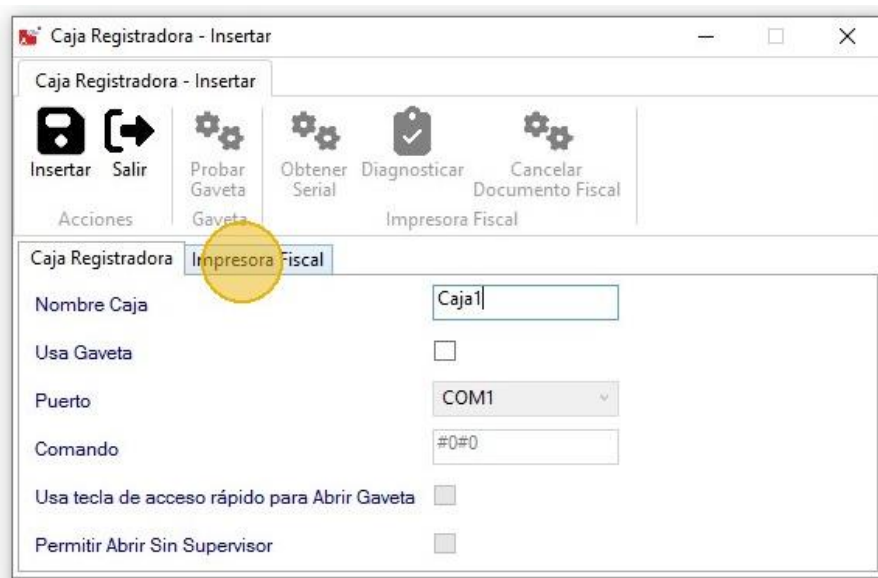 Caja Registradora - Insertar
Caja Registradora - Insertar
Insertar Salir Probar Gaveta Obtener Serial Diagnosticar Cancelar Documento Fiscal
Acciones Gaveta Impresora Fiscal
Caja Registradora Impresora Fiscal
Nombre Caja Caja1
Usa Gaveta
Puerto COM1
Comando #0#0
Usa tecla de acceso rápido para Abrir Gaveta
Permitir Abrir Sin Supervisor